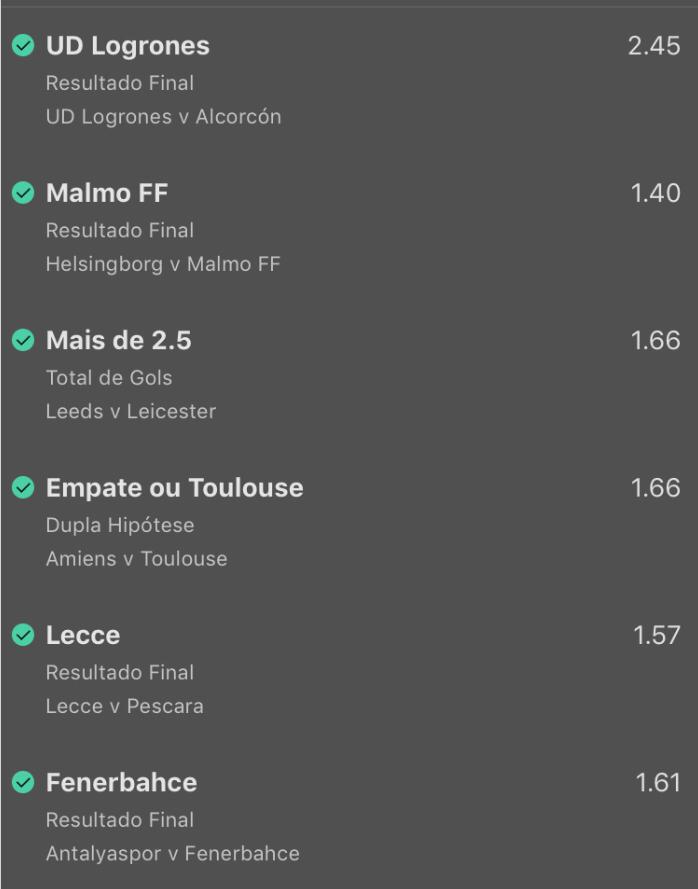 UD Logrones 2.45
Resultado Final
UD Logrones v Alcorcón
Malmo FF 1.40
Resultado Final
Helsingborg v Malmo FF
Mais de 2.5 1.66
Total de Gols
Leeds v Leicester
Empate ou Toulouse 1.66
Dupla Hipótese
Amiens v Toulouse
Lecce 1.57
Resultado Final
Lecce v Pescara
Fenerbahce 1.61
Resultado Final
Antalyaspor v Fenerbahce